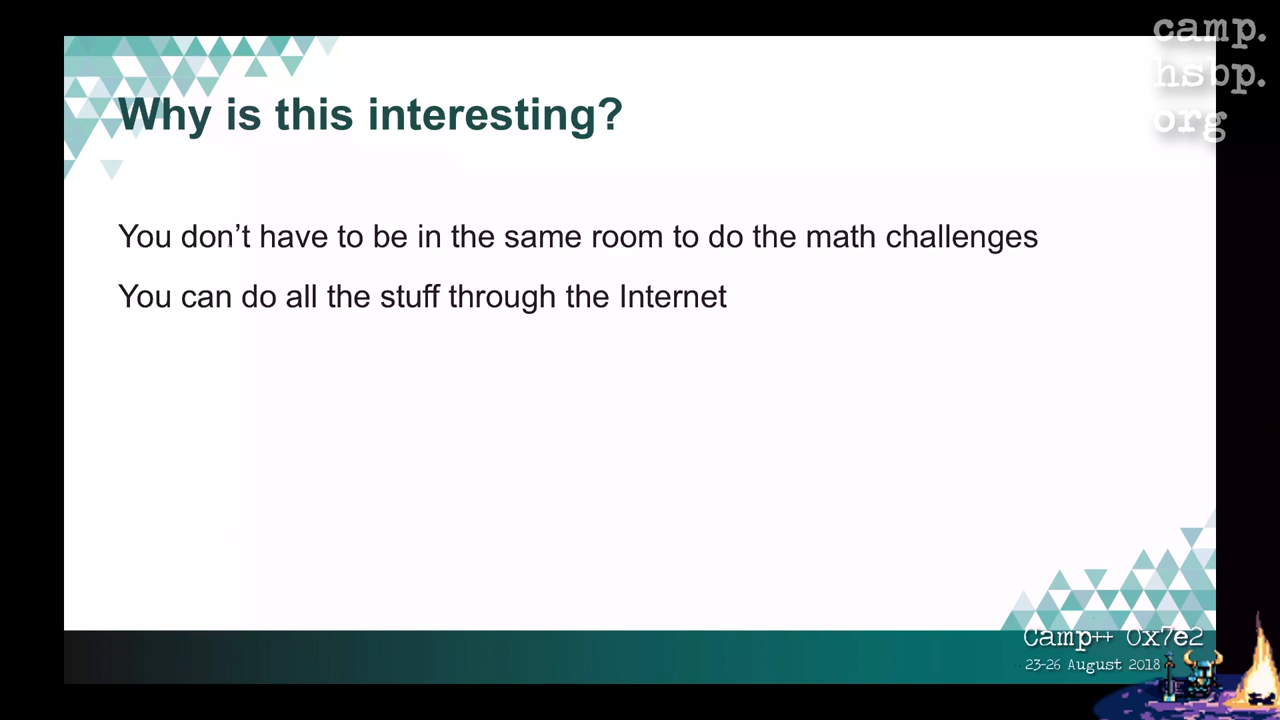 camp.
hsbp.
org
Why is this interesting?
You don’t have to be in the same room to do the math challenges
You can do all the stuff through the Internet
Camp++ 0x7e2
23-26 August 2018